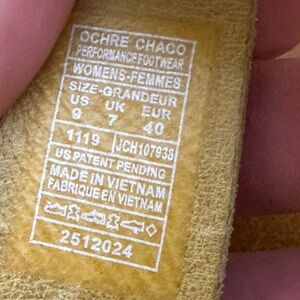 OCHRE CHACO
PERFORMANCE FOOTWEAR
WOMENS-FEMMES
SIZE-GRANDEUR
US UK EUR
9 7 40
1119 JCH107938
US PATENT PENDING
MADE IN VIETNAM
FABRIQUE EN VIETNAM
2512024